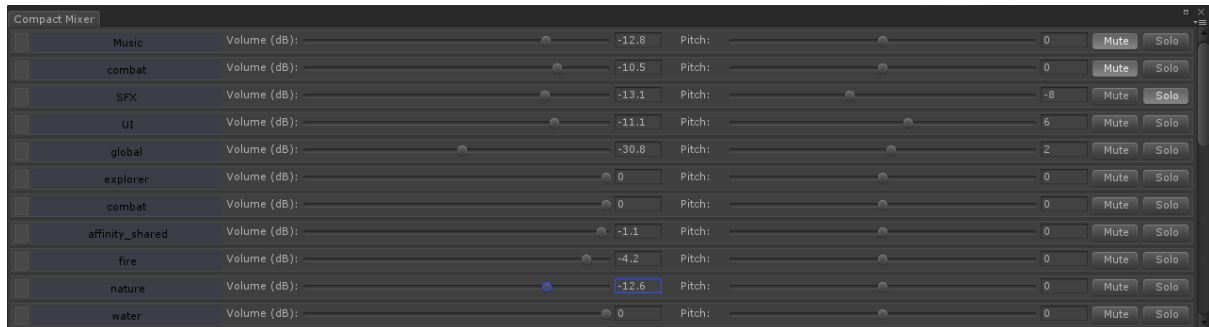 Compact Mixer
Music Volume (dB): -12.8 Pitch: 0 Mute Solo
combat Volume (dB): -10.5 Pitch: 0 Mute Solo
SFX Volume (dB): -13.1 Pitch: -8 Mute Solo
UI Volume (dB): -11.1 Pitch: 6 Mute Solo
global Volume (dB): -30.8 Pitch: 2 Mute Solo
explorer Volume (dB): 0 Pitch: 0 Mute Solo
combat Volume (dB): 0 Pitch: 0 Mute Solo
affinity_shared Volume (dB): -1.1 Pitch: 0 Mute Solo
fire Volume (dB): -4.2 Pitch: 0 Mute Solo
nature Volume (dB): -12.6 Pitch: 0 Mute Solo
water Volume (dB): 0 Pitch: 0 Mute Solo